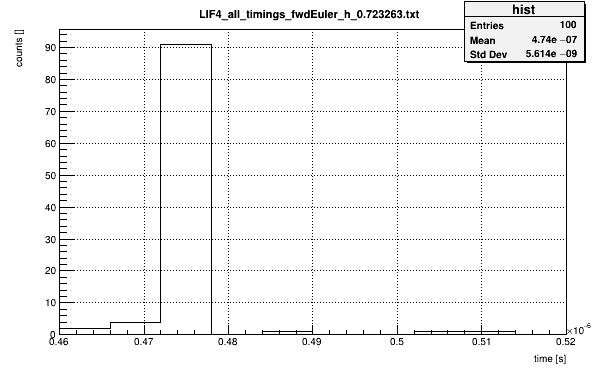 LIF4_all_timings_fwdEuler_h_0.723263.txt
hist
Entries 100
Mean 4.74e −07
Std Dev 5.614e −09
counts []
90
80
70
60
50
40
30
20
10
0
0.46 0.47 0.48 0.49 0.5 0.51 0.52
×10⁻⁶
time [s]